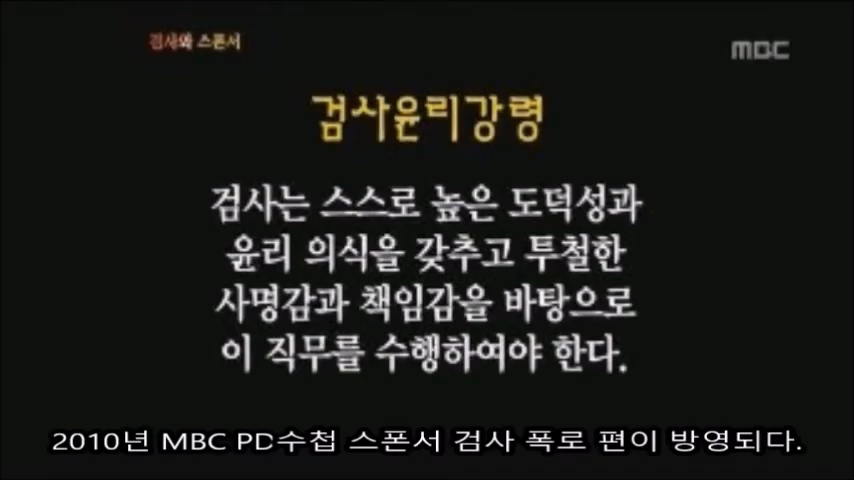 검사와 스폰서
MBC
검사윤리강령
검사는 스스로 높은 도덕성과
윤리 의식을 갖추고 투철한
사명감과 책임감을 바탕으로
이 직무를 수행하여야 한다.
2010년 MBC PD수첩 스폰서 검사 폭로 편이 방영되다.